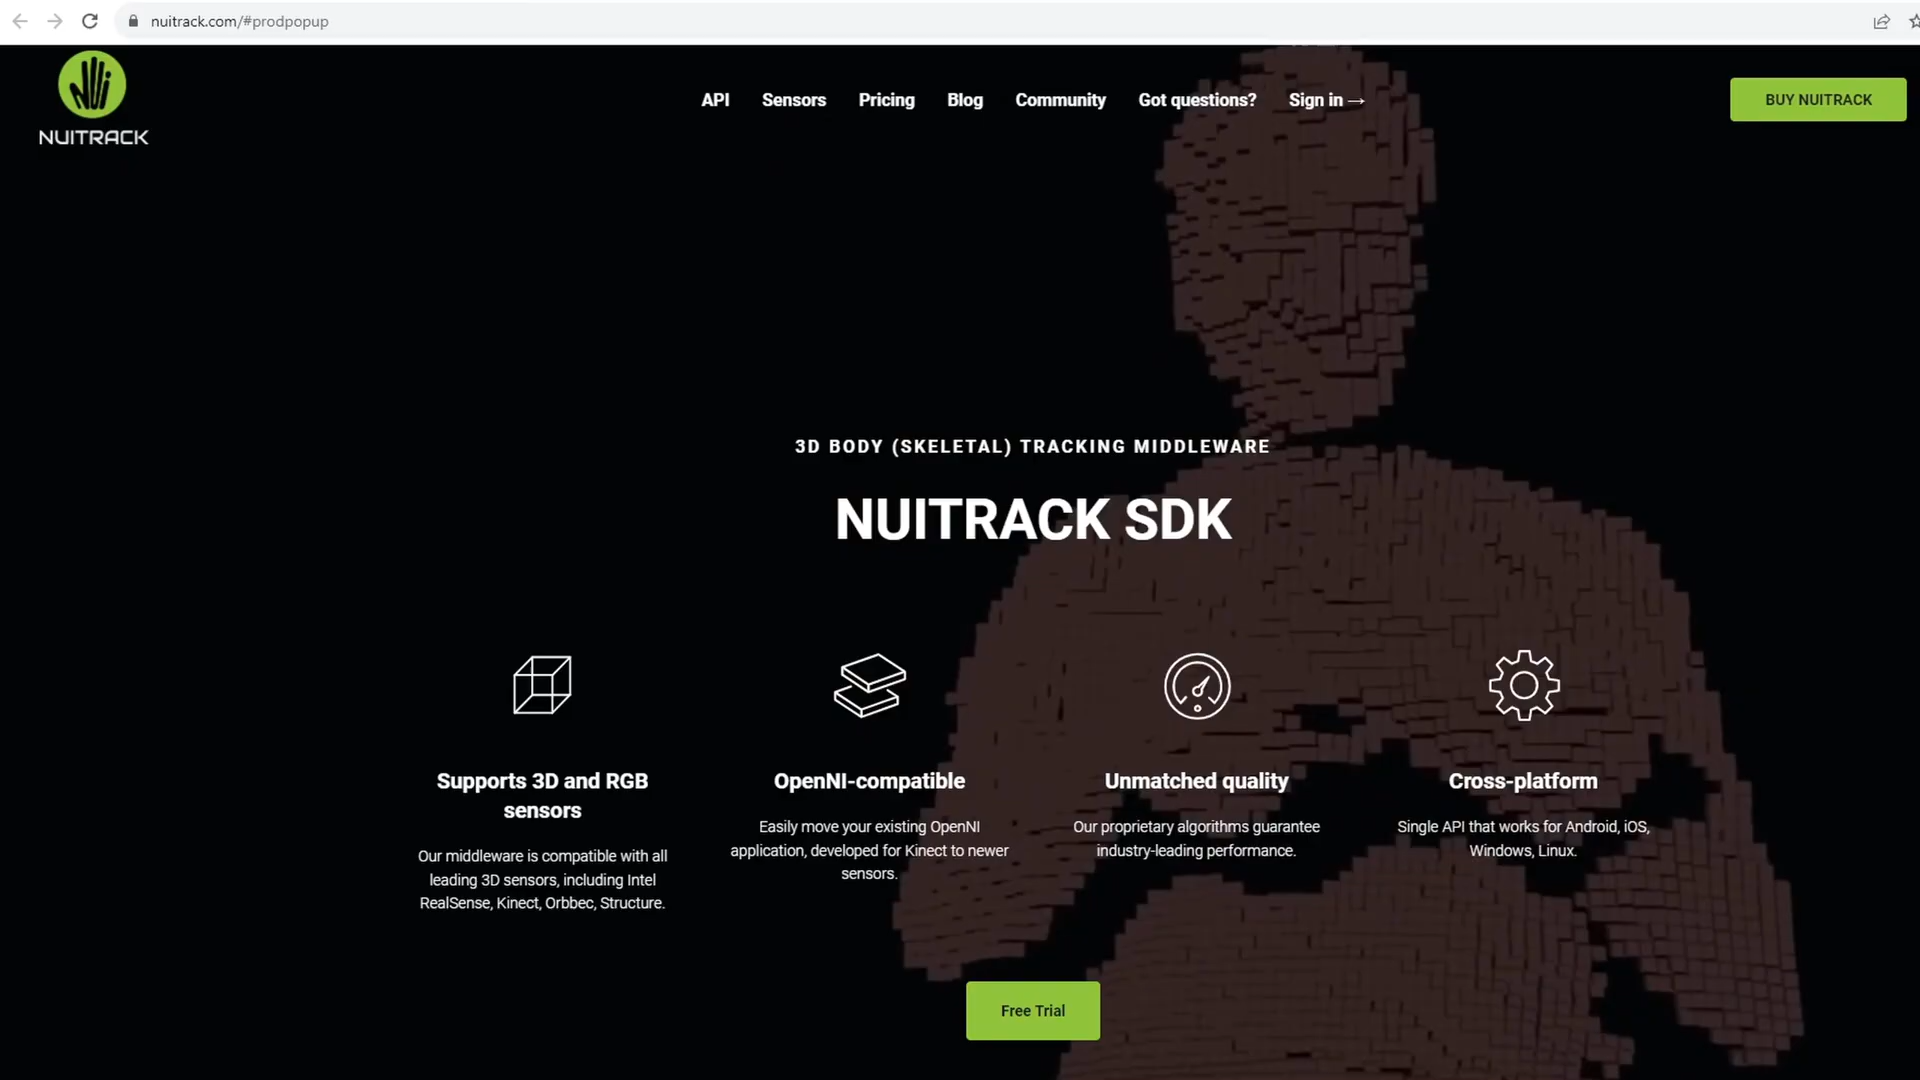 nuitrack.com/#prodpopup
NUITRACK
API Sensors Pricing Blog Community Got questions? Sign in →
BUY NUITRACK
3D BODY (SKELETAL) TRACKING MIDDLEWARE
NUITRACK SDK
Supports 3D and RGB
sensors
Our middleware is compatible with all
leading 3D sensors, including Intel
RealSense, Kinect, Orbbec, Structure.
OpenNI-compatible
Easily move your existing OpenNI
application, developed for Kinect to newer
sensors.
Unmatched quality
Our proprietary algorithms guarantee
industry-leading performance.
Cross-platform
Single API that works for Android, iOS,
Windows, Linux.
Free Trial